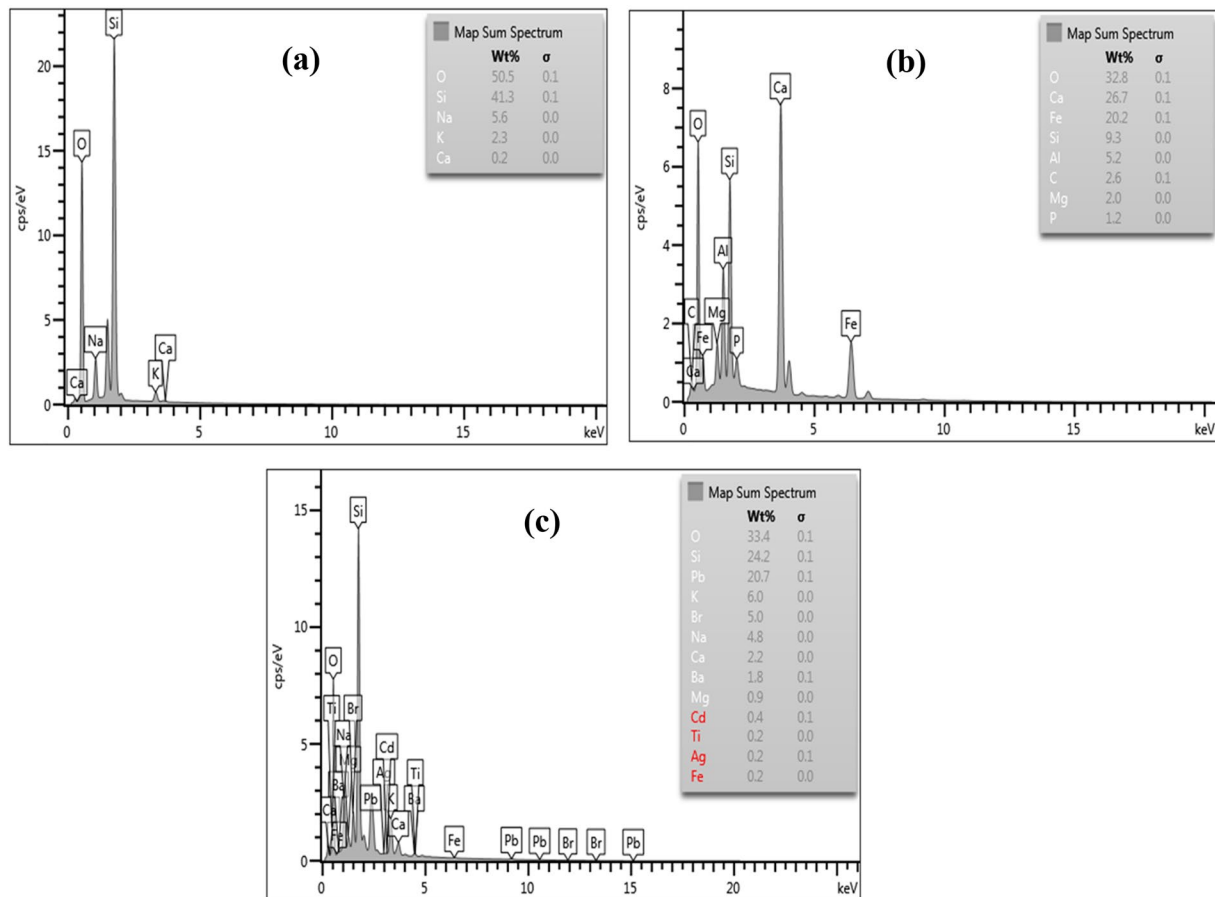 (a)
Map Sum Spectrum
Wt% σ
O 50.5 0.1
Si 41.3 0.1
Na 5.6 0.0
K 2.3 0.0
Ca 0.2 0.0
cps/eV
20
15
10
5
0
Si
O
Na
Ca
K
Ca
0 5 10 15 keV
(b)
Map Sum Spectrum
Wt% σ
O 32.8 0.1
Ca 26.7 0.1
Fe 20.2 0.1
Si 9.3 0.0
Al 5.2 0.0
C 2.6 0.1
Mg 2.0 0.0
P 1.2 0.0
cps/eV
8
6
4
2
0
Ca
O
Si
Al
C Mg
Fe P
Ca
Fe
0 5 10 15 keV
(c)
Map Sum Spectrum
Wt% σ
O 33.4 0.1
Si 24.2 0.1
Pb 20.7 0.1
K 6.0 0.0
Br 5.0 0.0
Na 4.8 0.0
Ca 2.2 0.0
Ba 1.8 0.1
Mg 0.9 0.0
Cd 0.4 0.1
Ti 0.2 0.0
Ag 0.2 0.1
Fe 0.2 0.0
cps/eV
15
10
5
0
Si
O
Ti Br
Na Cd
Mg Ag Ti
Ba Pb K Ba
Ca Ca
Fe Fe Pb Pb Br Br Pb
0 5 10 15 20 keV